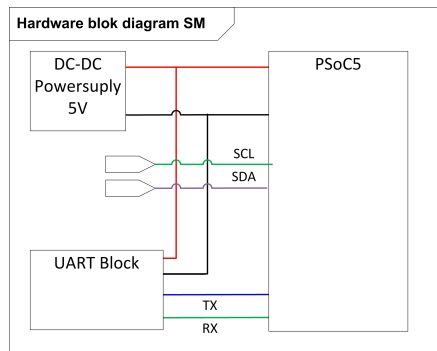 Hardware blok diagram SM
DC-DC
Powersuply
5V
PSoC5
SCL
SDA
UART Block
TX
RX